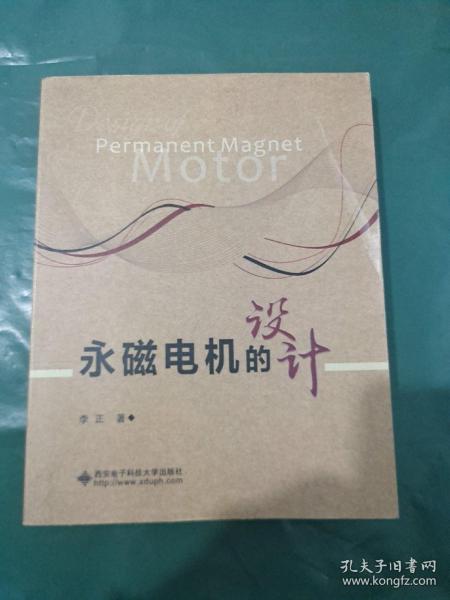 Design of
Permanent Magnet
Motor
永磁电机的设计
李正 著◆
西安电子科技大学出版社
http://www.xduph.com
孔夫子旧书网
www.kongfz.com